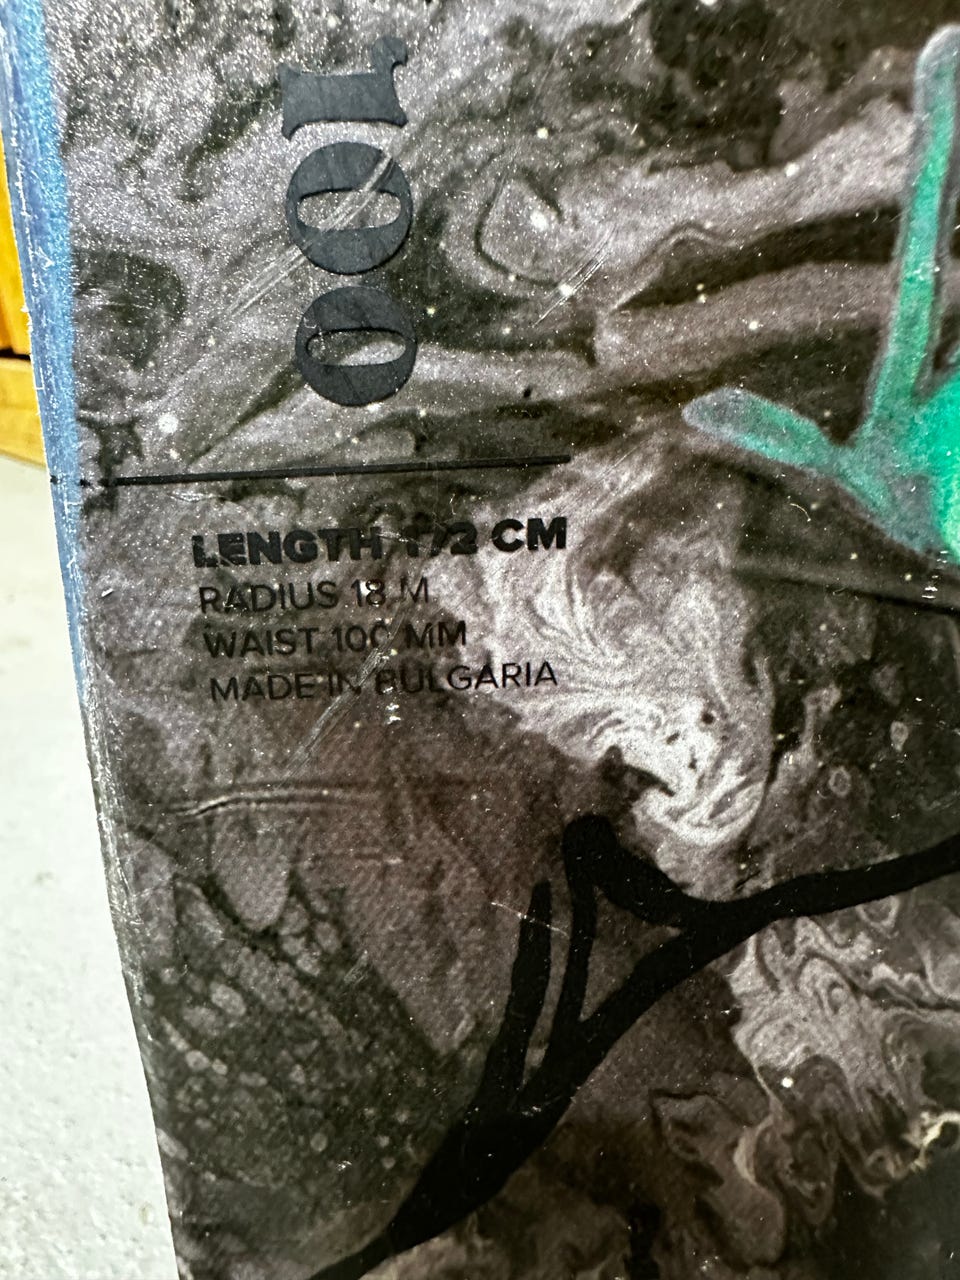 100
LENGTH 172 CM
RADIUS 18 M
WAIST 100 MM
MADE IN BULGARIA